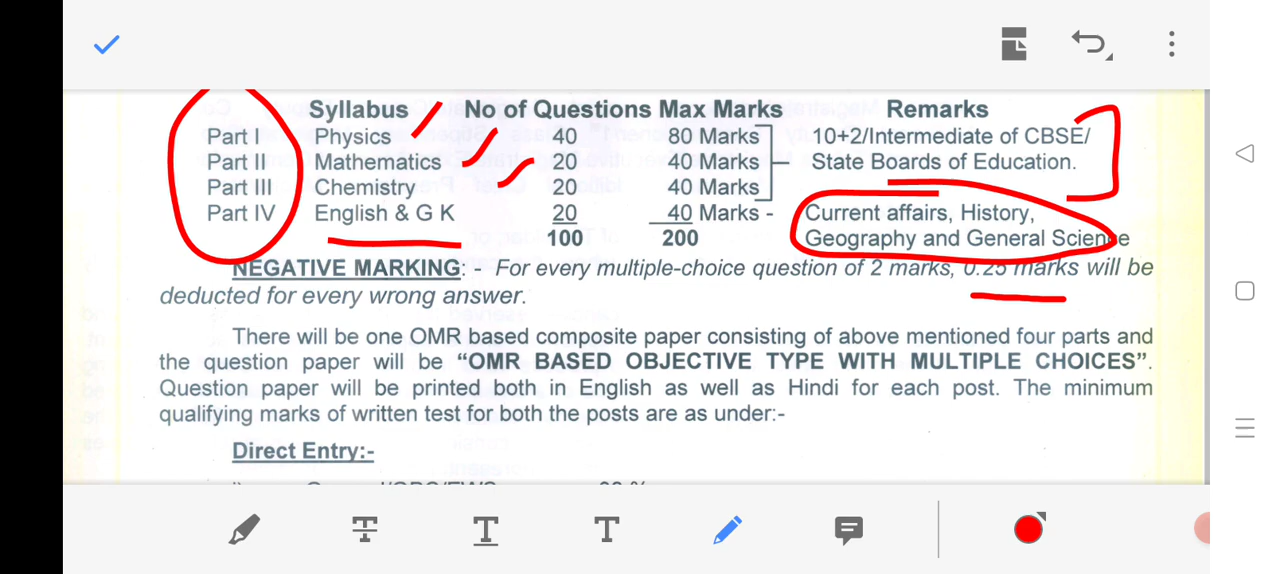 Syllabus No of Questions Max Marks Remarks
Part I Physics 40 80 Marks 10+2/Intermediate of CBSE/
Part II Mathematics 20 40 Marks State Boards of Education.
Part III Chemistry 20 40 Marks
Part IV English & G K 20 40 Marks - Current affairs, History,
100 200 Geography and General Science
NEGATIVE MARKING: - For every multiple-choice question of 2 marks, 0.25 marks will be
deducted for every wrong answer.
There will be one OMR based composite paper consisting of above mentioned four parts and
the question paper will be “OMR BASED OBJECTIVE TYPE WITH MULTIPLE CHOICES”.
Question paper will be printed both in English as well as Hindi for each post. The minimum
qualifying marks of written test for both the posts are as under:-
Direct Entry:-